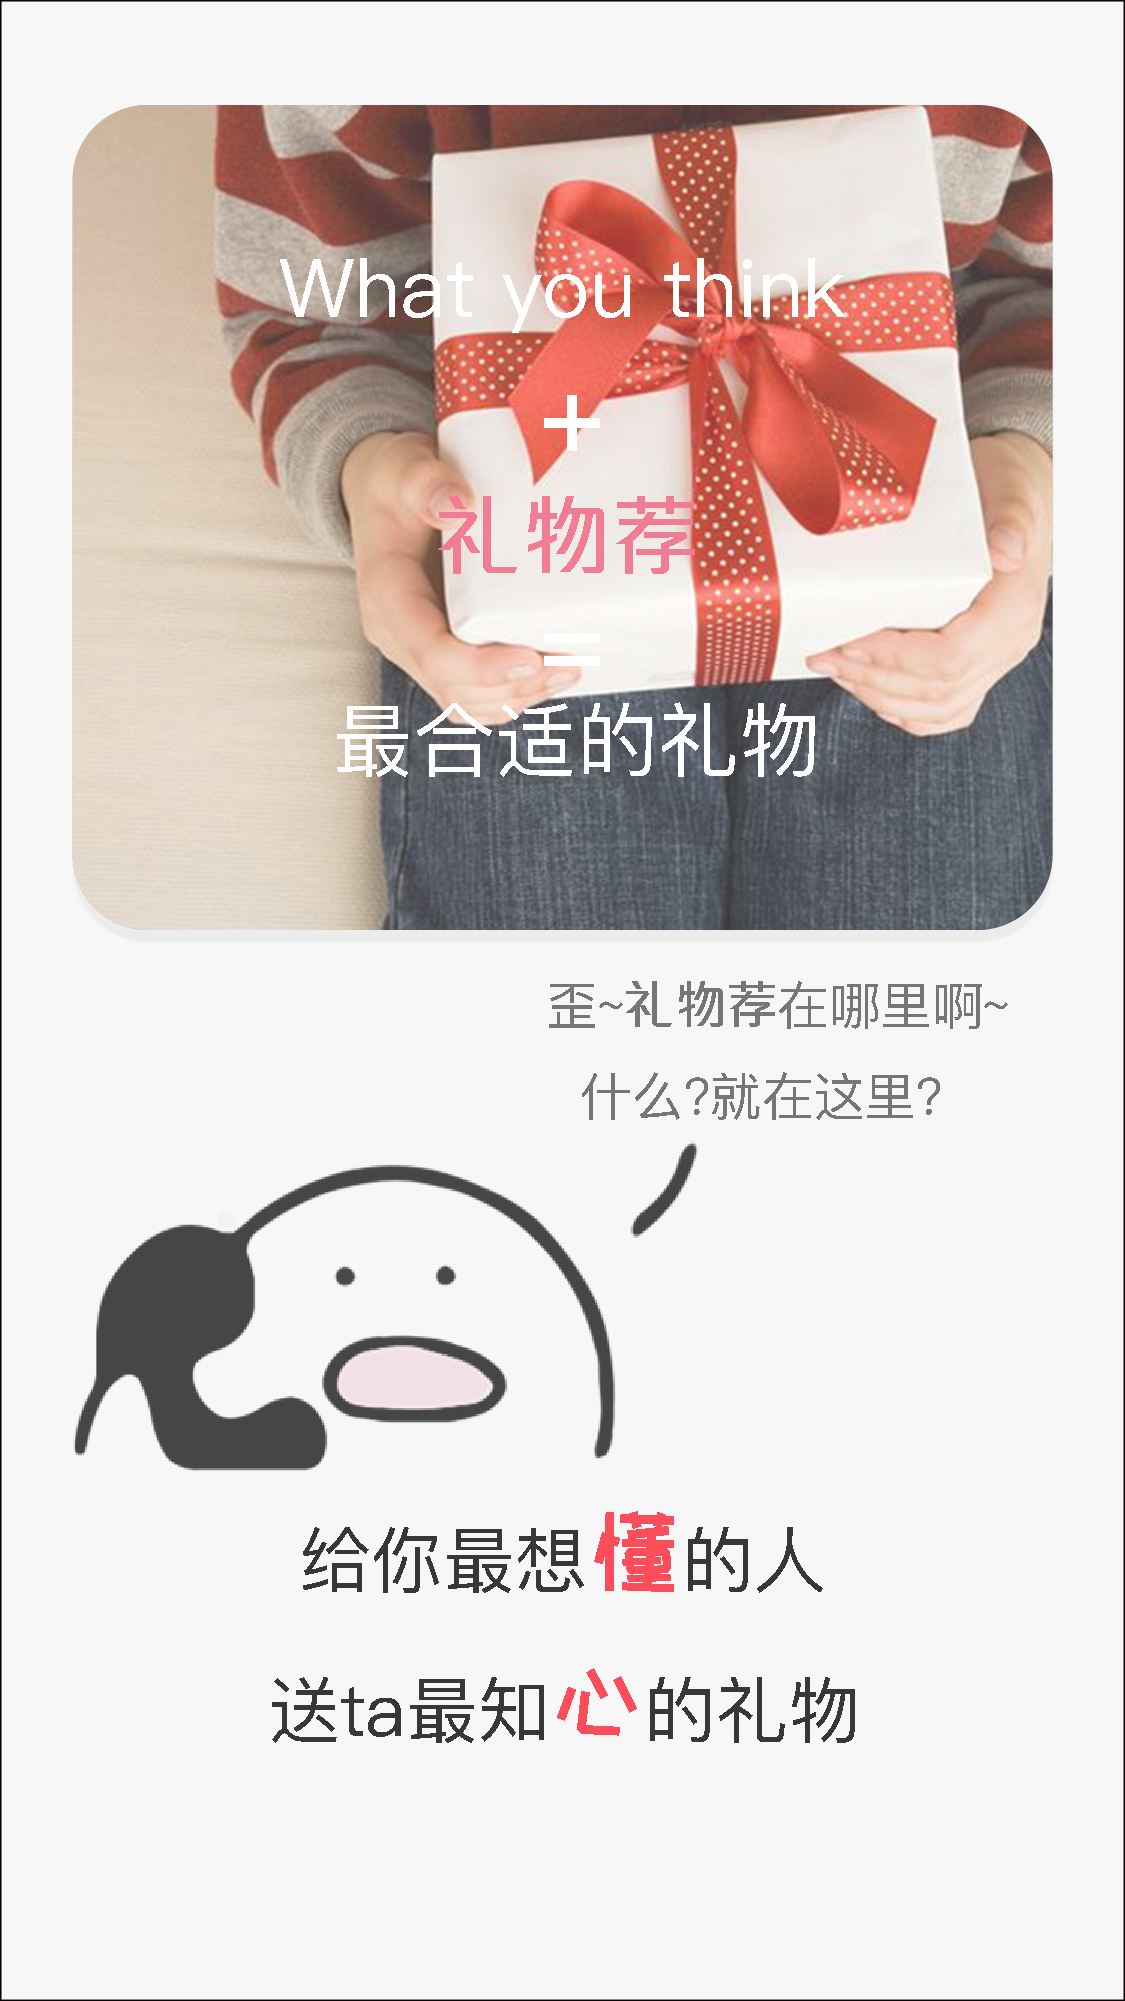 What you think
+
礼物荐
=
最合适的礼物
歪~礼物荐在哪里啊~
什么?就在这里?
给你最想懂的人
送ta最知心的礼物